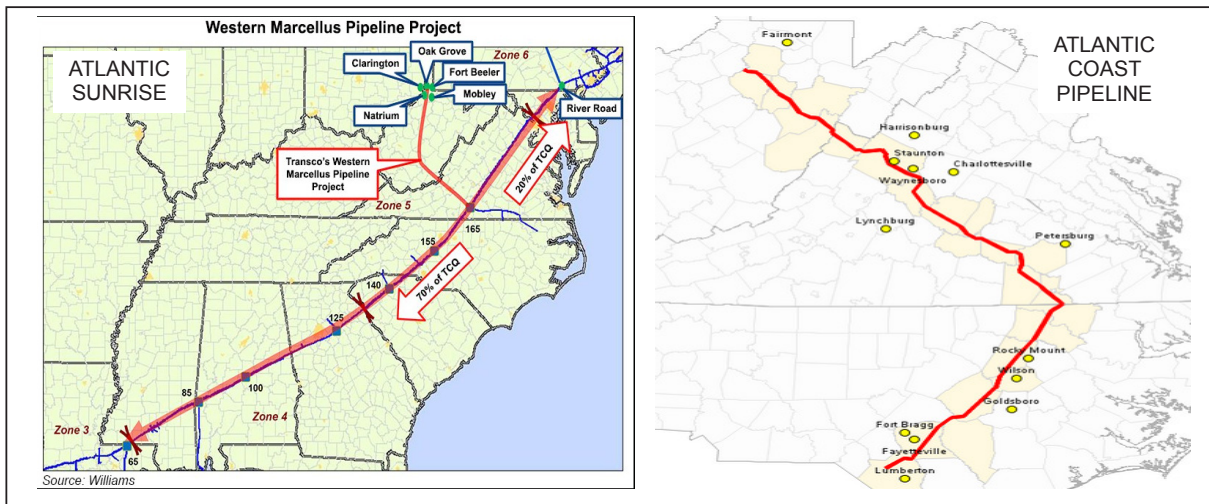 Western Marcellus Pipeline Project
ATLANTIC
SUNRISE
Oak Grove
Clarington
Fort Beeler
Natrium
Mobley
River Road
Zone 6
Transco's Western
Marcellus Pipeline
Project
20% of TCQ
Zone 5
165
155
70% of TCQ
140
125
100
85
Zone 4
Zone 3
65
Source: Williams
ATLANTIC
COAST
PIPELINE
Fairmont
Harrisonburg
Staunton
Charlottesville
Waynesboro
Lynchburg
Petersburg
Rocky Mount
Wilson
Goldsboro
Fort Bragg
Fayetteville
Lumberton